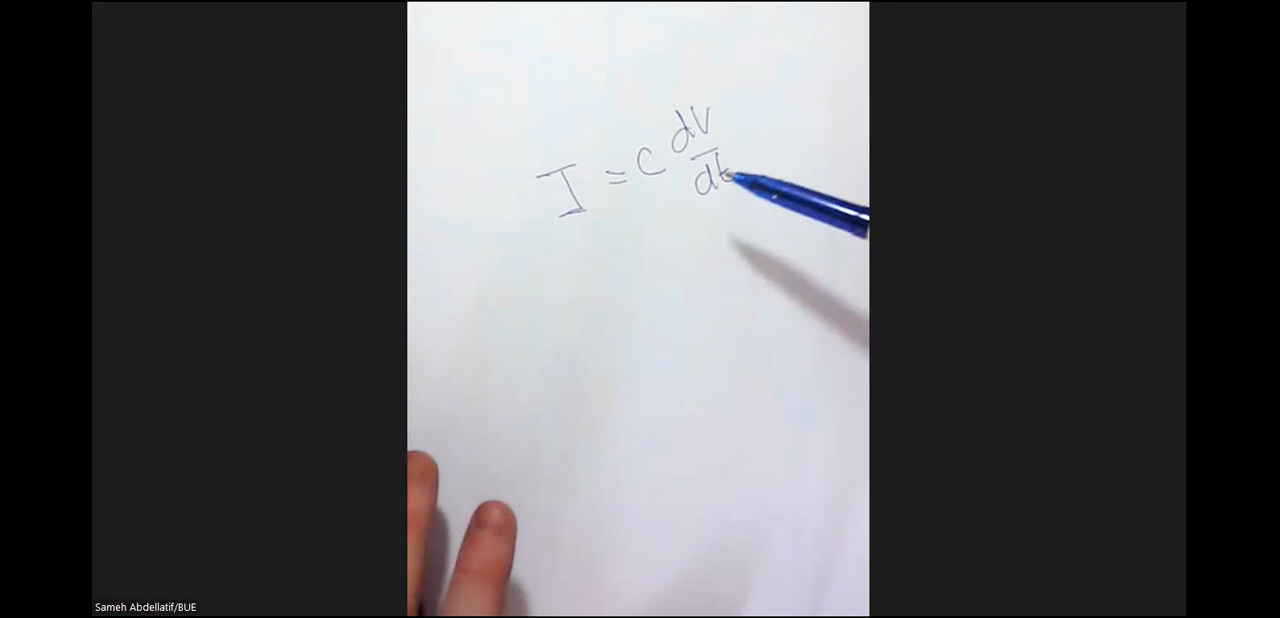 I = C dV/dt
Sameh Abdellatif/BUE